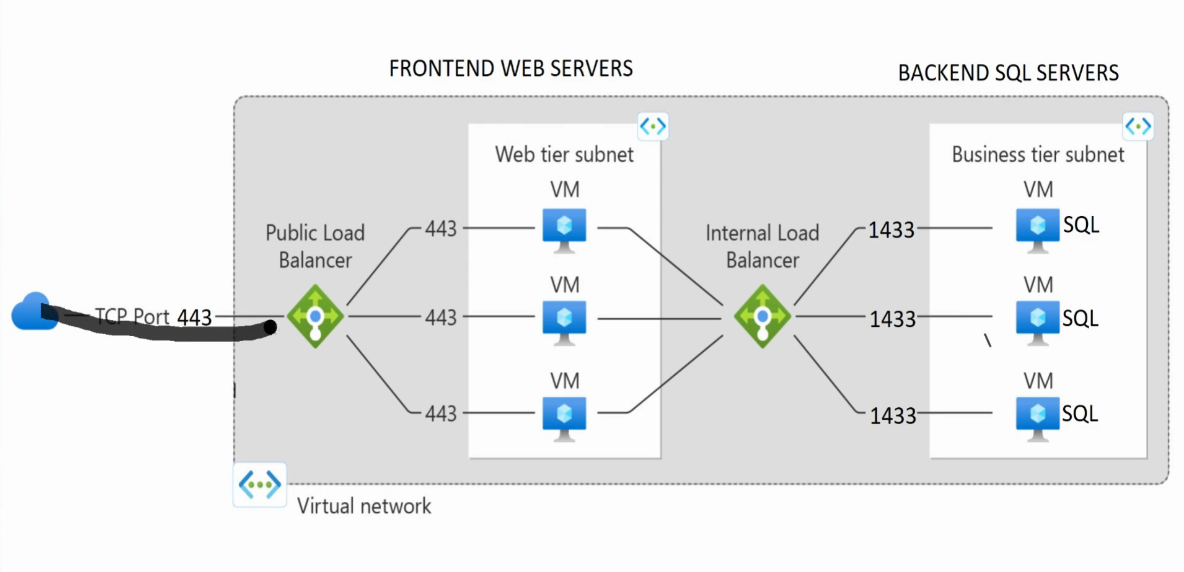 FRONTEND WEB SERVERS
BACKEND SQL SERVERS
Web tier subnet
Business tier subnet
VM
VM
Public Load
Balancer
443
Internal Load
Balancer
1433
SQL
VM
VM
TCP Port 443
443
1433
SQL
VM
VM
443
1433
SQL
Virtual network